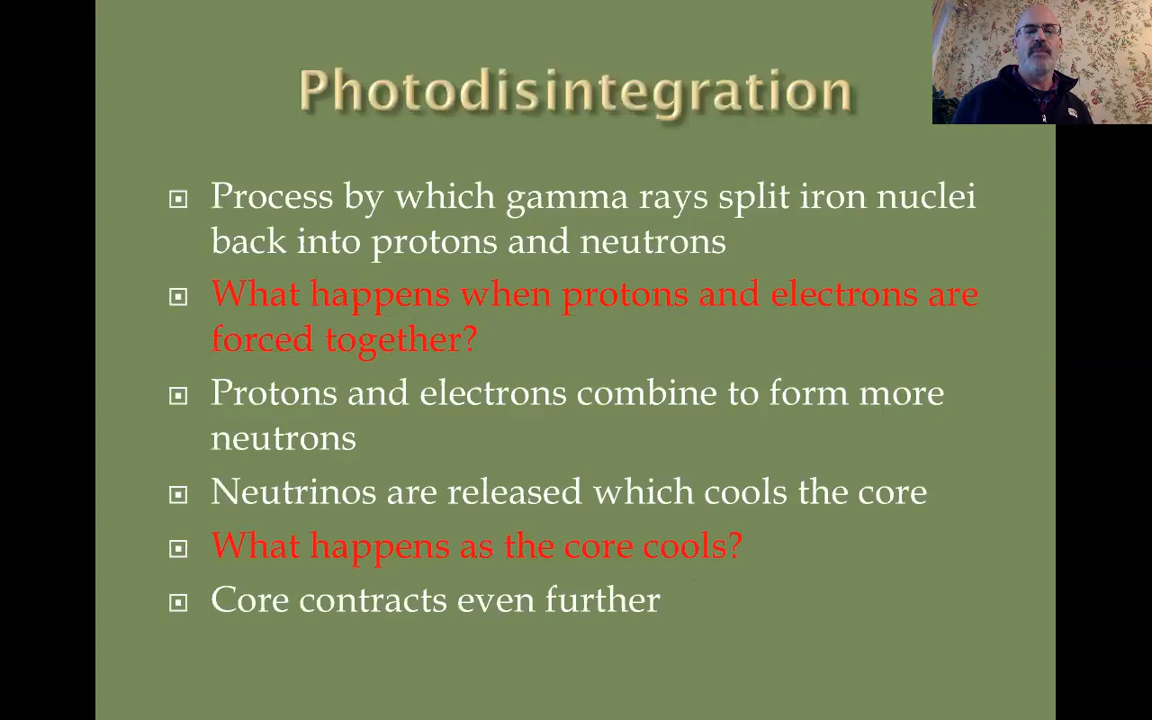 Photodisintegration
Process by which gamma rays split iron nuclei
back into protons and neutrons
What happens when protons and electrons are
forced together?
Protons and electrons combine to form more
neutrons
Neutrinos are released which cools the core
What happens as the core cools?
Core contracts even further